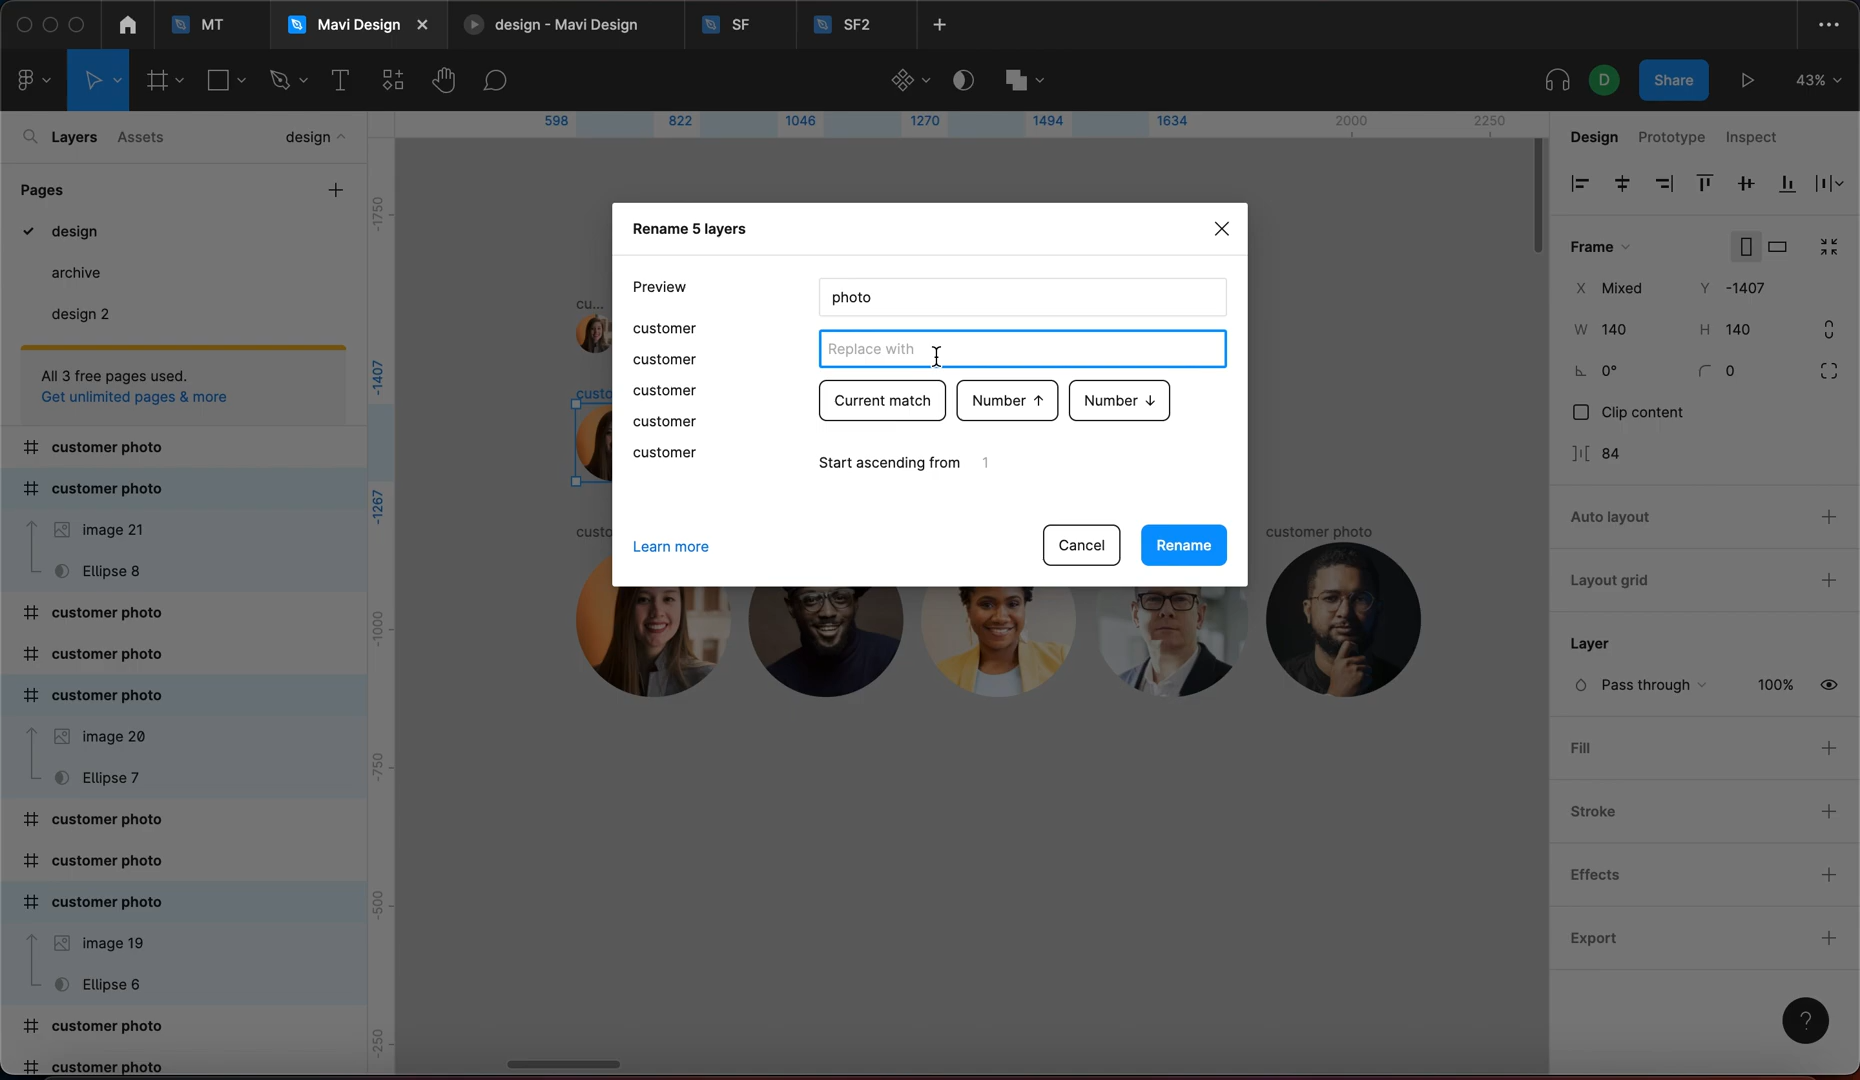 MT
Mavi Design
design - Mavi Design
SF
SF2
D
Share
43%
Layers
Assets
design
598
822
1046
1270
1494
1634
2000
2250
Design
Prototype
Inspect
Pages
design
archive
design 2
All 3 free pages used.
Get unlimited pages & more
customer photo
customer photo
image 21
Ellipse 8
customer photo
customer photo
customer photo
image 20
Ellipse 7
customer photo
customer photo
customer photo
image 19
Ellipse 6
customer photo
customer photo
-1750
-1407
-1267
-1000
-750
-500
-250
cu...
custo
custo
customer photo
Rename 5 layers
Preview
customer
customer
customer
customer
customer
photo
Replace with
Current match
Number ↑
Number ↓
Start ascending from 1
Learn more
Cancel
Rename
Frame
X Mixed
Y -1407
W 140
H 140
0°
0
Clip content
84
Auto layout
Layout grid
Layer
Pass through
100%
Fill
Stroke
Effects
Export
?